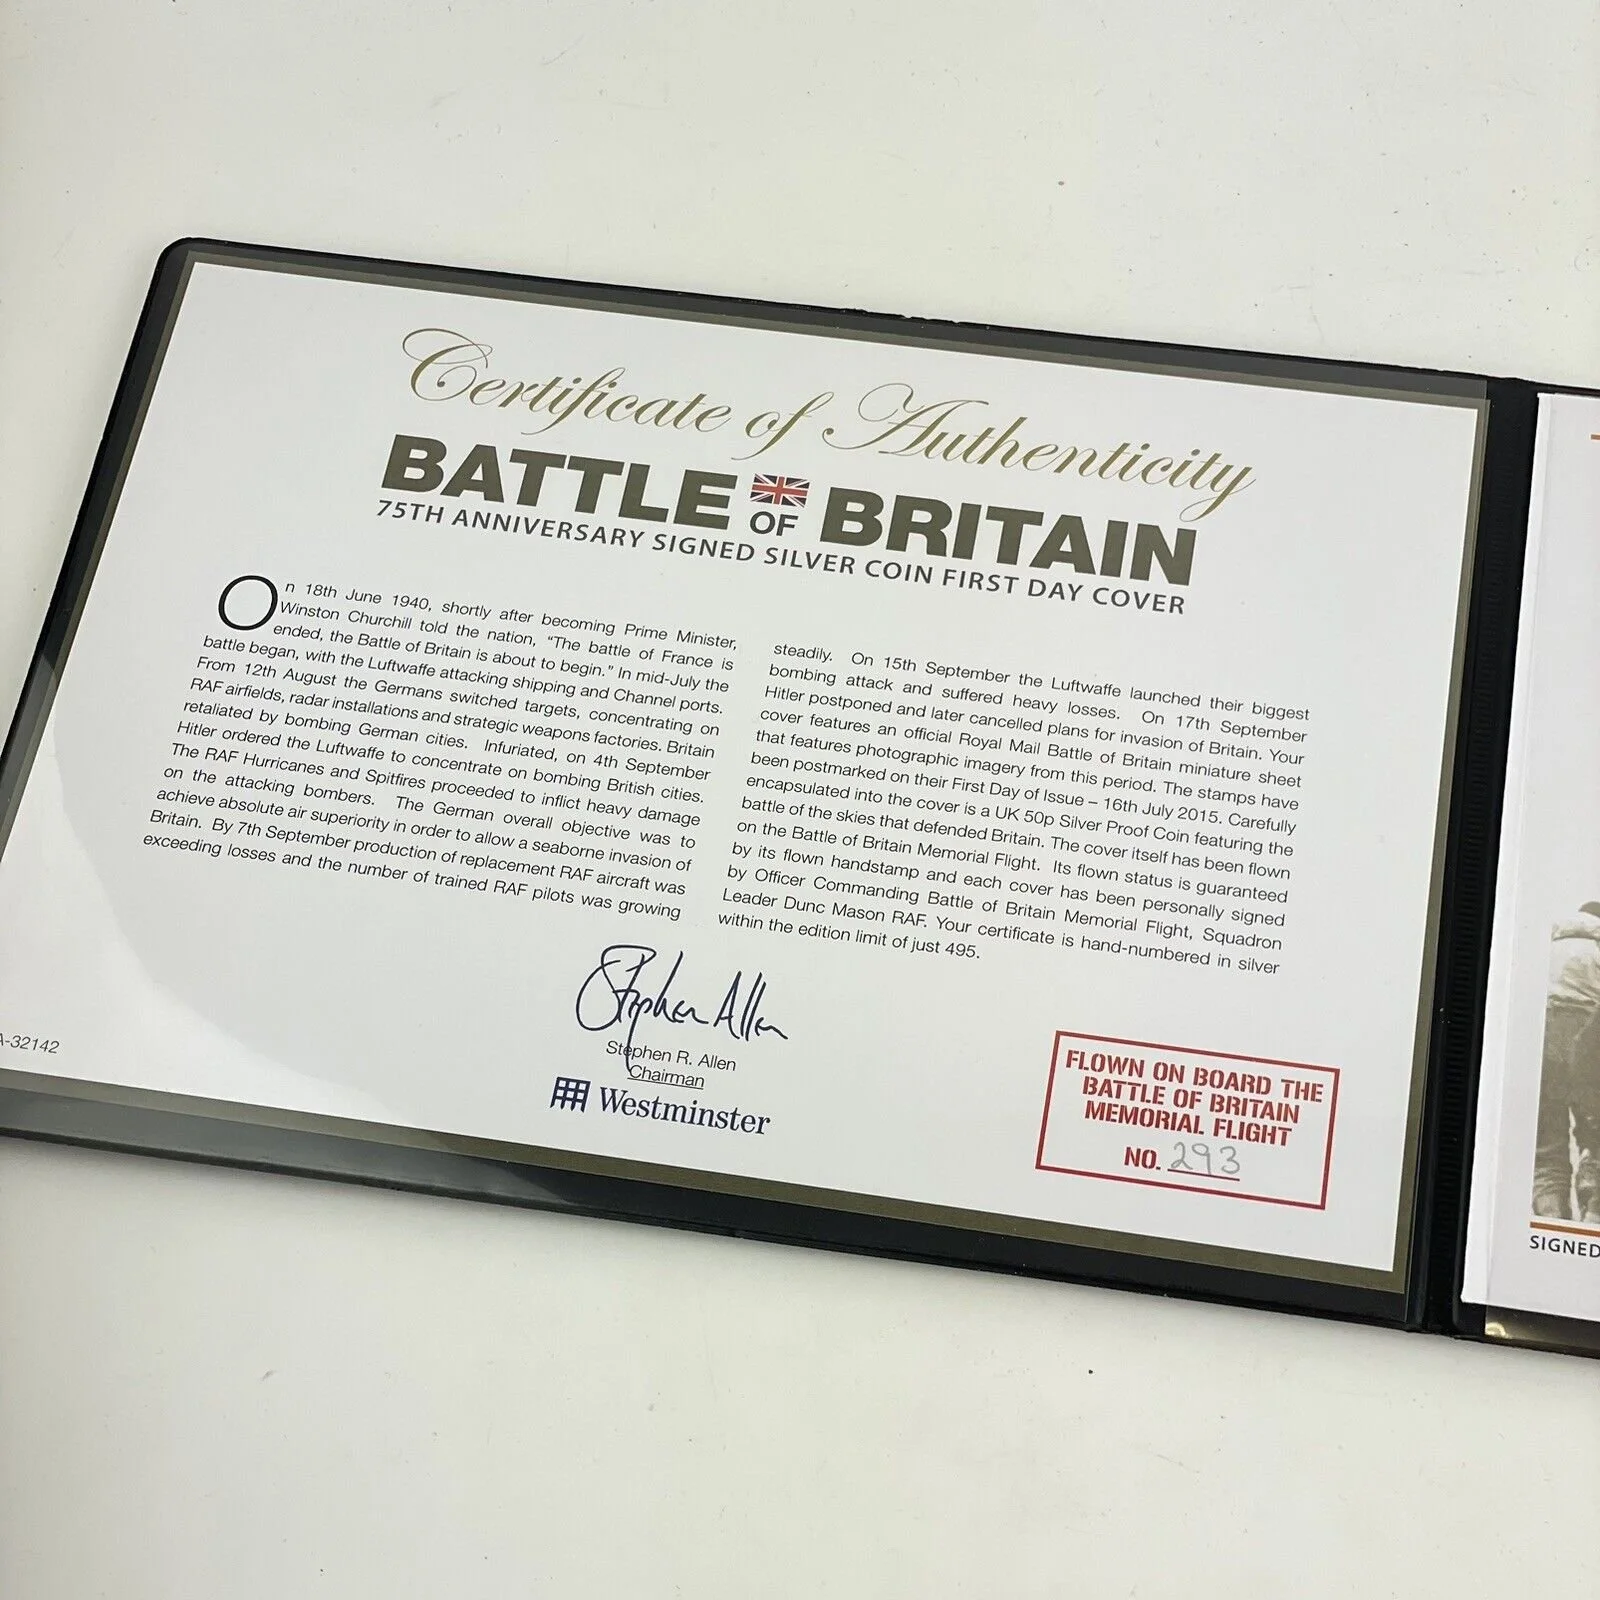 Certificate of Authenticity
BATTLE OF BRITAIN
75TH ANNIVERSARY SIGNED SILVER COIN FIRST DAY COVER
On 18th June 1940, shortly after becoming Prime Minister,
Winston Churchill told the nation, “The battle of France is
ended, the Battle of Britain is about to begin.” In mid-July the
battle began, with the Luftwaffe attacking shipping and Channel ports.
From 12th August the Germans switched targets, concentrating on
RAF airfields, radar installations and strategic weapons factories. Britain
retaliated by bombing German cities. Infuriated, on 4th September
Hitler ordered the Luftwaffe to concentrate on bombing British cities.
The RAF Hurricanes and Spitfires proceeded to inflict heavy damage
on the attacking bombers. The German overall objective was to
achieve absolute air superiority in order to allow a seaborne invasion of
Britain. By 7th September production of replacement RAF aircraft was
exceeding losses and the number of trained RAF pilots was growing
steadily. On 15th September the Luftwaffe launched their biggest
bombing attack and suffered heavy losses. On 17th September
Hitler postponed and later cancelled plans for invasion of Britain. Your
cover features an official Royal Mail Battle of Britain miniature sheet
that features photographic imagery from this period. The stamps have
been postmarked on their First Day of Issue – 16th July 2015. Carefully
encapsulated into the cover is a UK 50p Silver Proof Coin featuring the
battle of the skies that defended Britain. The cover itself has been flown
on the Battle of Britain Memorial Flight. Its flown status is guaranteed
by its flown handstamp and each cover has been personally signed
by Officer Commanding Battle of Britain Memorial Flight, Squadron
Leader Dunc Mason RAF. Your certificate is hand-numbered in silver
within the edition limit of just 495.
Stephen Allen
Stephen R. Allen
Chairman
Westminster
A-32142
FLOWN ON BOARD THE
BATTLE OF BRITAIN
MEMORIAL FLIGHT
NO. 293
SIGNED